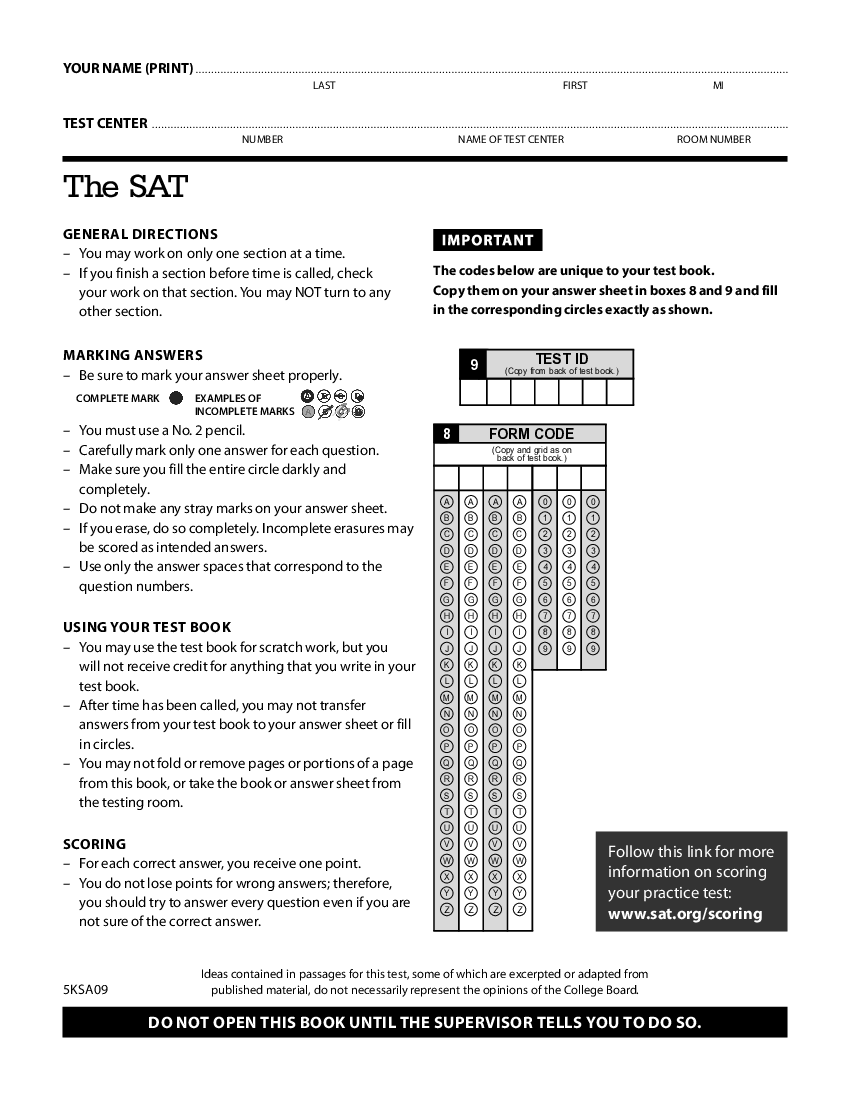 YOUR NAME (PRINT)
LAST FIRST MI
TEST CENTER
NUMBER NAME OF TEST CENTER ROOM NUMBER
The SAT
GENERAL DIRECTIONS
– You may work on only one section at a time.
– If you finish a section before time is called, check
your work on that section. You may NOT turn to any
other section.
MARKING ANSWERS
– Be sure to mark your answer sheet properly.
COMPLETE MARK EXAMPLES OF
INCOMPLETE MARKS
– You must use a No. 2 pencil.
– Carefully mark only one answer for each question.
– Make sure you fill the entire circle darkly and
completely.
– Do not make any stray marks on your answer sheet.
– If you erase, do so completely. Incomplete erasures may
be scored as intended answers.
– Use only the answer spaces that correspond to the
question numbers.
USING YOUR TEST BOOK
– You may use the test book for scratch work, but you
will not receive credit for anything that you write in your
test book.
– After time has been called, you may not transfer
answers from your test book to your answer sheet or fill
in circles.
– You may not fold or remove pages or portions of a page
from this book, or take the book or answer sheet from
the testing room.
SCORING
– For each correct answer, you receive one point.
– You do not lose points for wrong answers; therefore,
you should try to answer every question even if you are
not sure of the correct answer.
IMPORTANT
The codes below are unique to your test book.
Copy them on your answer sheet in boxes 8 and 9 and fill
in the corresponding circles exactly as shown.
9 TEST ID
(Copy from back of test book.)
8 FORM CODE
(Copy and grid as on
back of test book.)
A A A A 0 0 0
B B B B 1 1 1
C C C C 2 2 2
D D D D 3 3 3
E E E E 4 4 4
F F F F 5 5 5
G G G G 6 6 6
H H H H 7 7 7
I I I I 8 8 8
J J J J 9 9 9
K K K K
L L L L
M M M M
N N N N
O O O O
P P P P
Q Q Q Q
R R R R
S S S S
T T T T
U U U U
V V V V
W W W W
X X X X
Y Y Y Y
Z Z Z Z
Follow this link for more
information on scoring
your practice test:
www.sat.org/scoring
Ideas contained in passages for this test, some of which are excerpted or adapted from
published material, do not necessarily represent the opinions of the College Board.
5KSA09
DO NOT OPEN THIS BOOK UNTIL THE SUPERVISOR TELLS YOU TO DO SO.